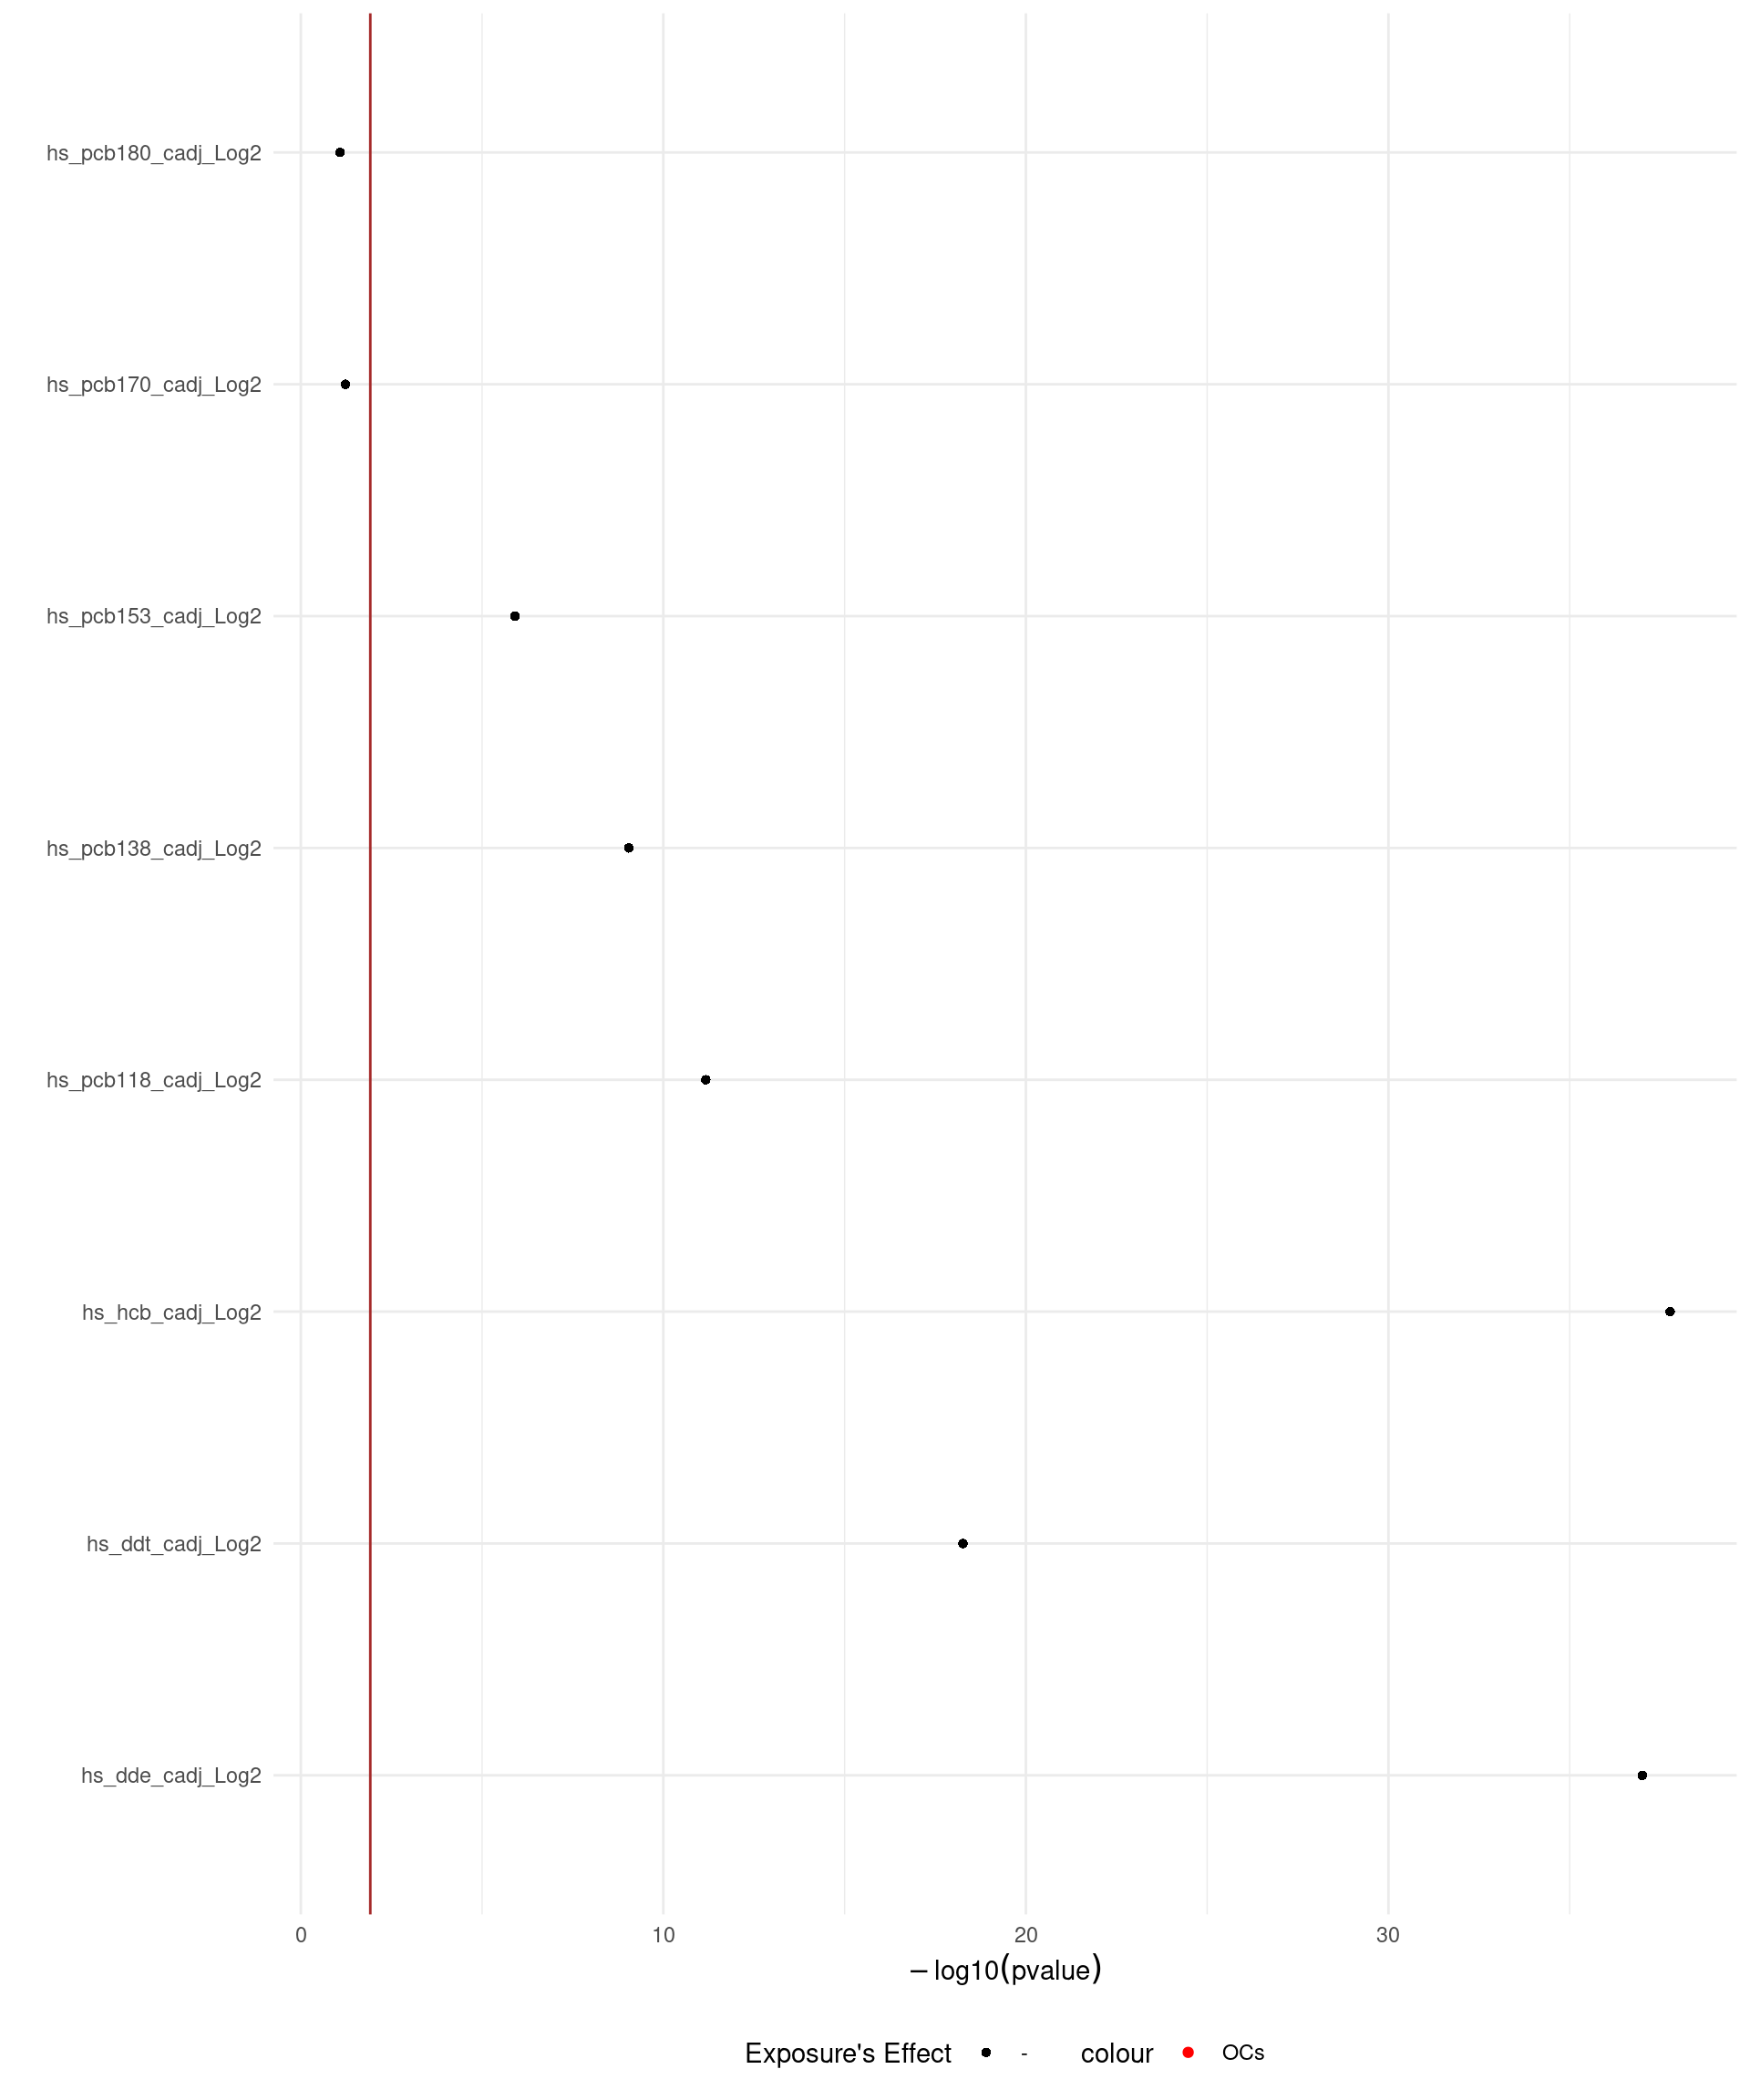 hs_pcb180_cadj_Log2
hs_pcb170_cadj_Log2
hs_pcb153_cadj_Log2
hs_pcb138_cadj_Log2
hs_pcb118_cadj_Log2
hs_hcb_cadj_Log2
hs_ddt_cadj_Log2
hs_dde_cadj_Log2
0 10 20 30
− log10(pvalue)
Exposure's Effect - colour OCs